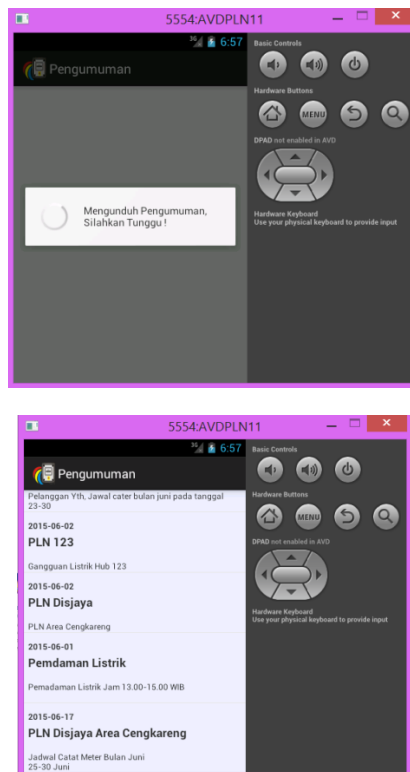 5554:AVDPLN11
3G 6:57
Pengumuman
Mengunduh Pengumuman,
Silahkan Tunggu !
Basic Controls
Hardware Buttons
MENU
DPAD not enabled in AVD
Hardware Keyboard
Use your physical keyboard to provide input
5554:AVDPLN11
3G 6:57
Pengumuman
Pelanggan Yth, Jawal cater bulan juni pada tanggal
23-30
2015-06-02
PLN 123
Gangguan Listrik Hub 123
2015-06-02
PLN Disjaya
PLN Area Cengkareng
2015-06-01
Pemdaman Listrik
Pemadaman Listrik Jam 13.00-15.00 WIB
2015-06-17
PLN Disjaya Area Cengkareng
Jadwal Catat Meter Bulan Juni
25-30 Juni
Basic Controls
Hardware Buttons
MENU
DPAD not enabled in AVD
Hardware Keyboard
Use your physical keyboard to provide input